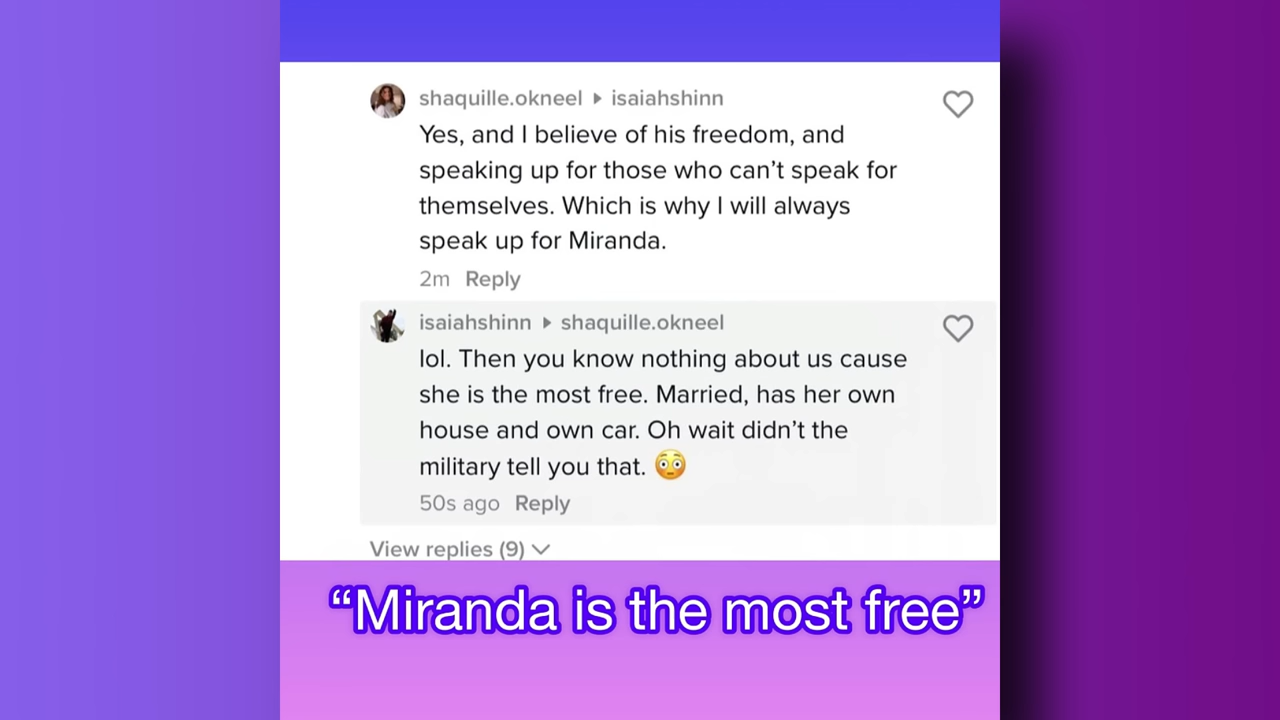 shaquille.okneel ▸ isaiahshinn
Yes, and I believe of his freedom, and
speaking up for those who can’t speak for
themselves. Which is why I will always
speak up for Miranda.
2m Reply
isaiahshinn ▸ shaquille.okneel
lol. Then you know nothing about us cause
she is the most free. Married, has her own
house and own car. Oh wait didn’t the
military tell you that. 😳
50s ago Reply
View replies (9)
“Miranda is the most free”